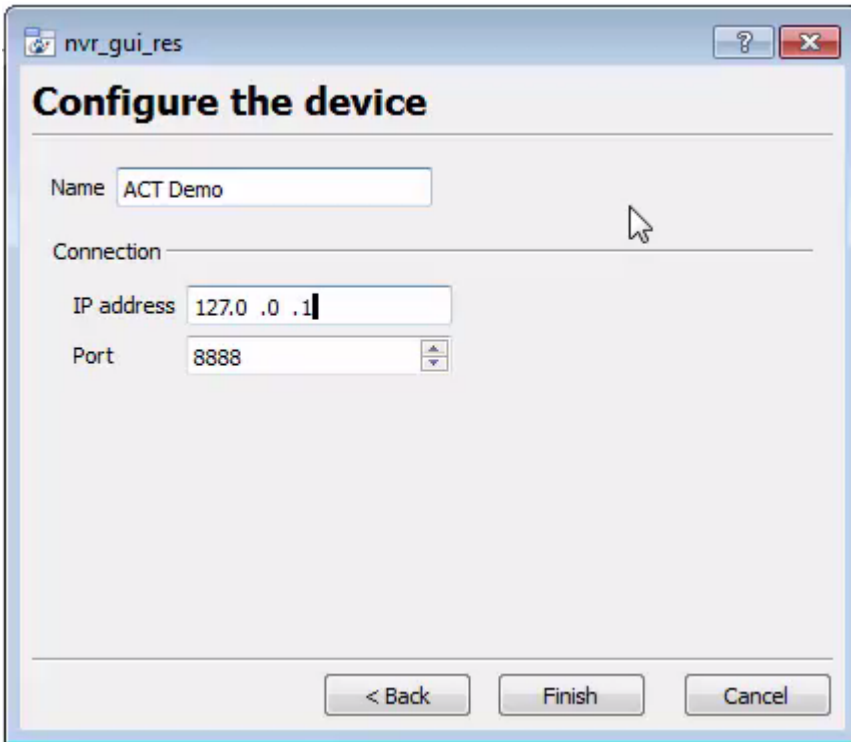 nvr_gui_res
Configure the device
Name ACT Demo
Connection
IP address 127.0 .0 .1
Port 8888
< Back Finish Cancel